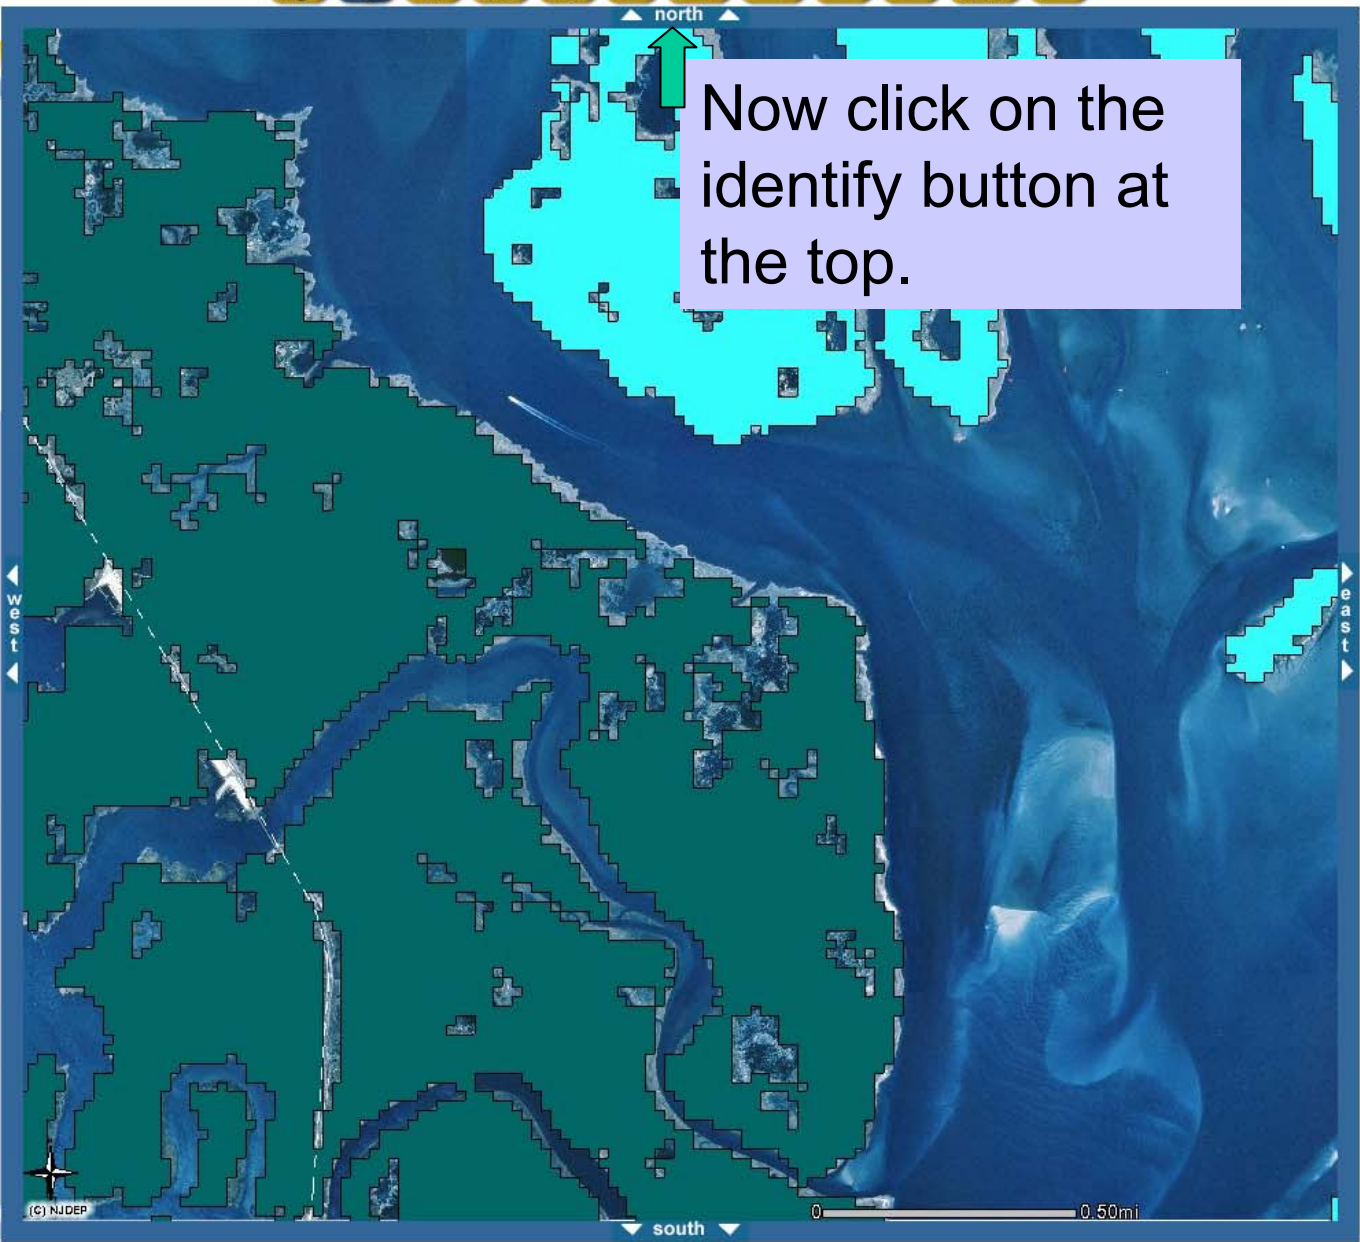 north
Now click on the
identify button at
the top.
west
east
(C) NJDEP
0 0.50mi
south